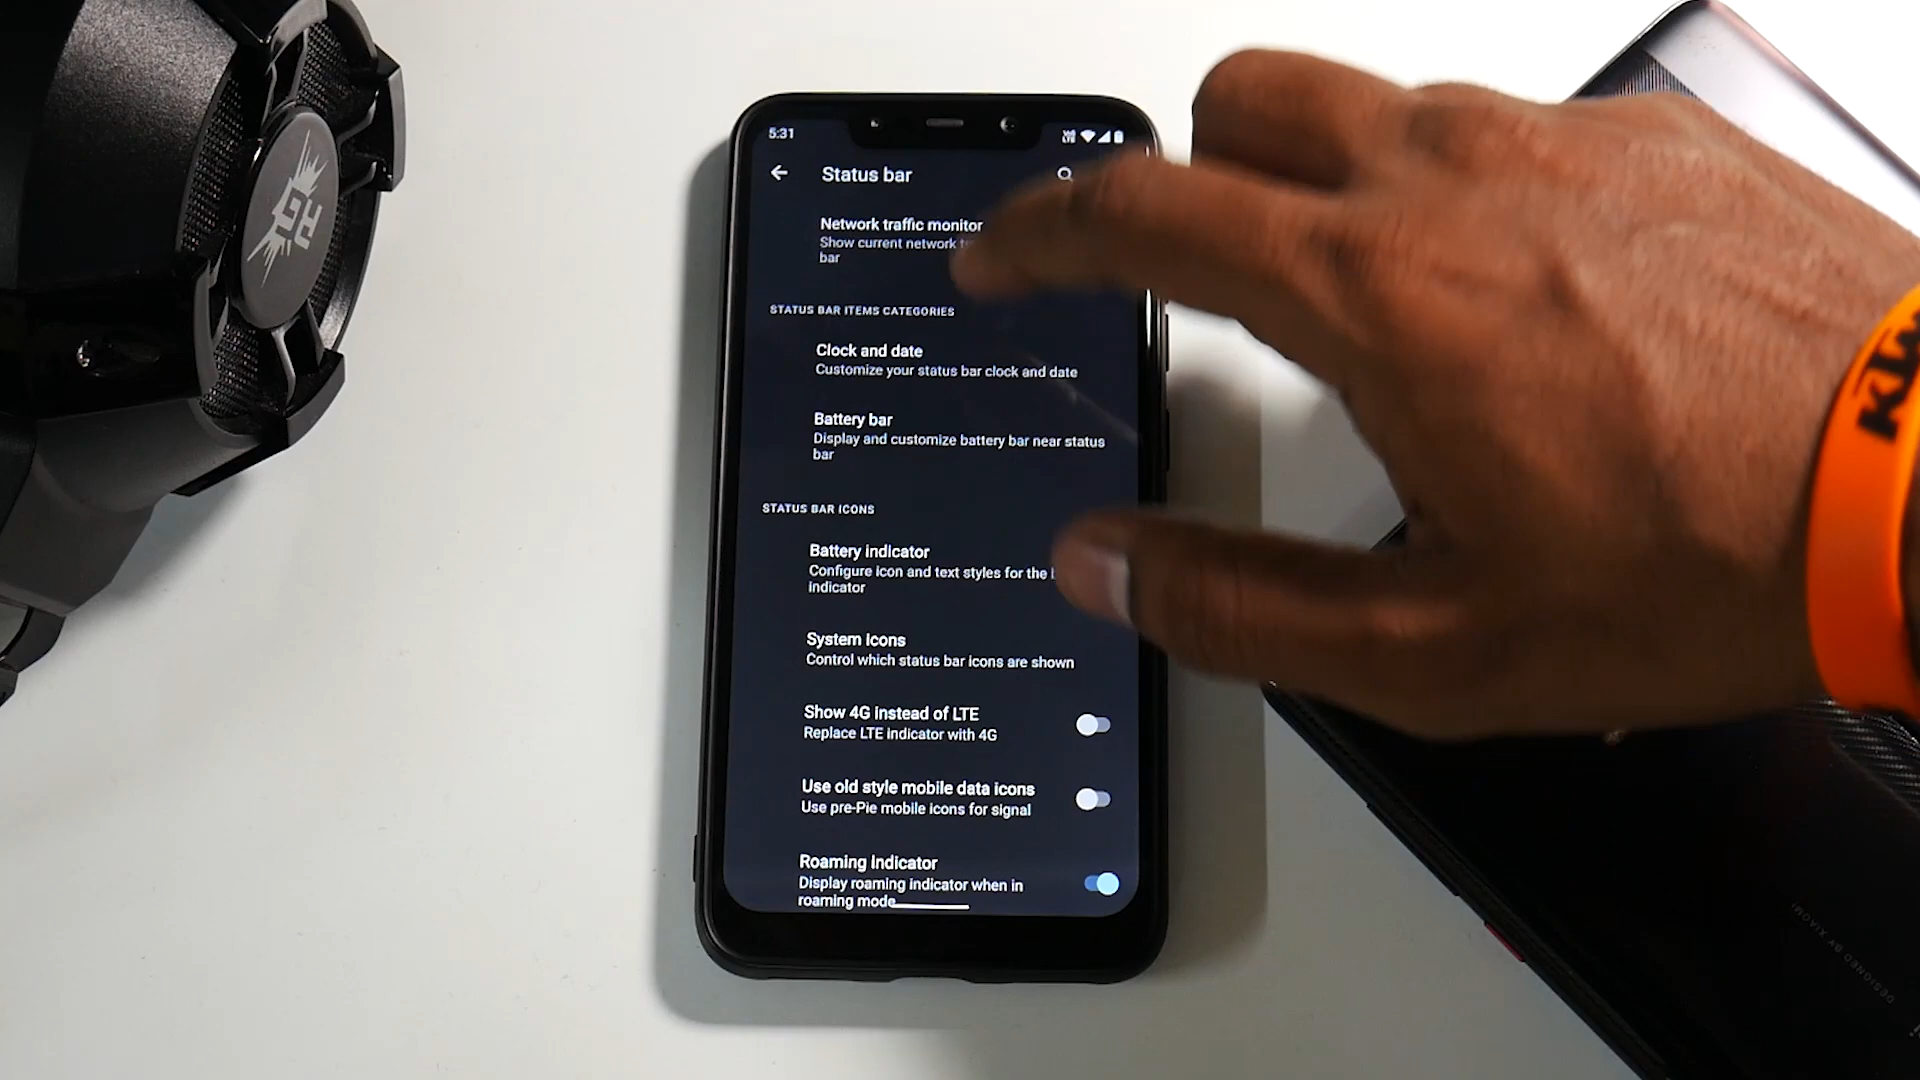 5:31
Status bar
Network traffic monitor
Show current network
bar
STATUS BAR ITEMS CATEGORIES
Clock and date
Customize your status bar clock and date
Battery bar
Display and customize battery bar near status
bar
STATUS BAR ICONS
Battery indicator
Configure icon and text styles for the
indicator
System icons
Control which status bar icons are shown
Show 4G instead of LTE
Replace LTE indicator with 4G
Use old style mobile data icons
Use pre-Pie mobile icons for signal
Roaming indicator
Display roaming indicator when in
roaming mode
DESIGNED BY XIAOMI